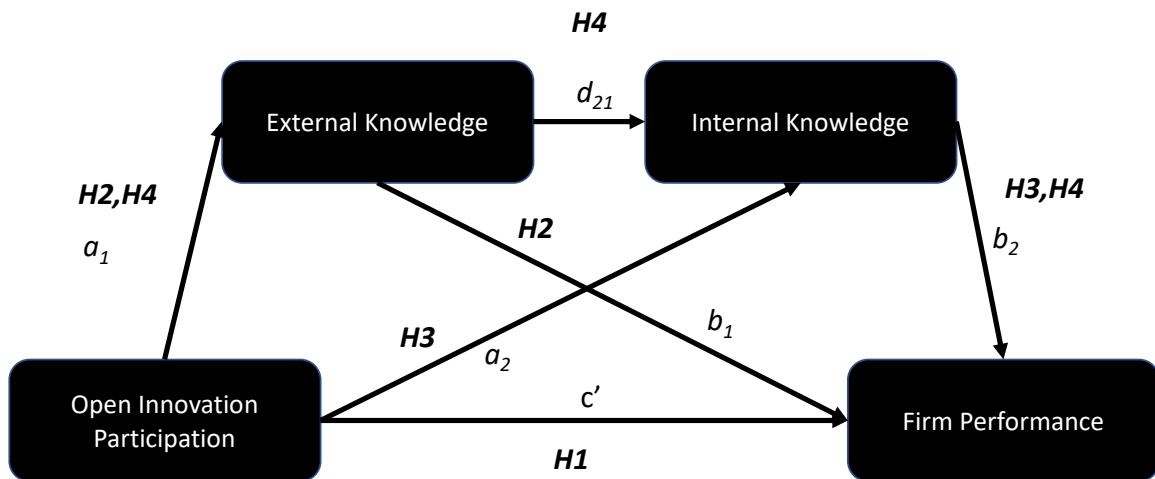 H4
External Knowledge
d21
Internal Knowledge
H2,H4
a1
H2
H3,H4
b2
H3
a2
b1
Open Innovation
Participation
c'
Firm Performance
H1